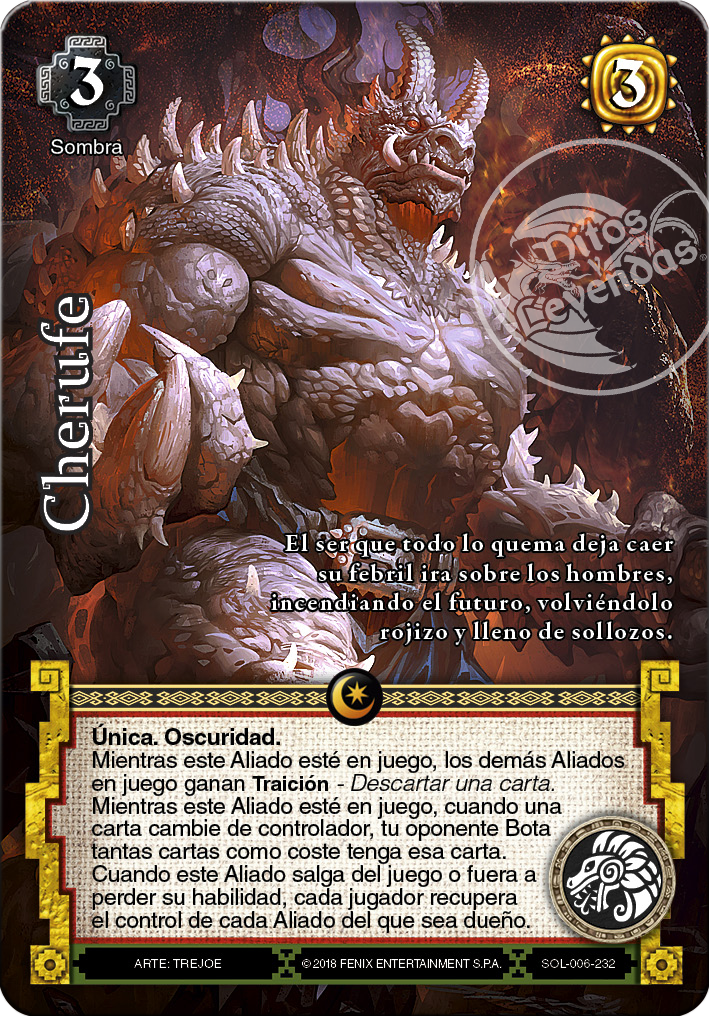 3
Sombra
3
Mitos
y
Leyendas
®
Cherufe
El ser que todo lo quema deja caer
su febril ira sobre los hombres,
incendiando el futuro, volviéndolo
rojizo y lleno de sollozos.
Única. Oscuridad.
Mientras este Aliado esté en juego, los demás Aliados
en juego ganan Traición - Descartar una carta.
Mientras este Aliado esté en juego, cuando una
carta cambie de controlador, tu oponente Bota
tantas cartas como coste tenga esa carta.
Cuando este Aliado salga del juego o fuera a
perder su habilidad, cada jugador recupera
el control de cada Aliado del que sea dueño.
ARTE: TREJOE
© 2018 FENIX ENTERTAINMENT S.P.A.
SOL-006-232